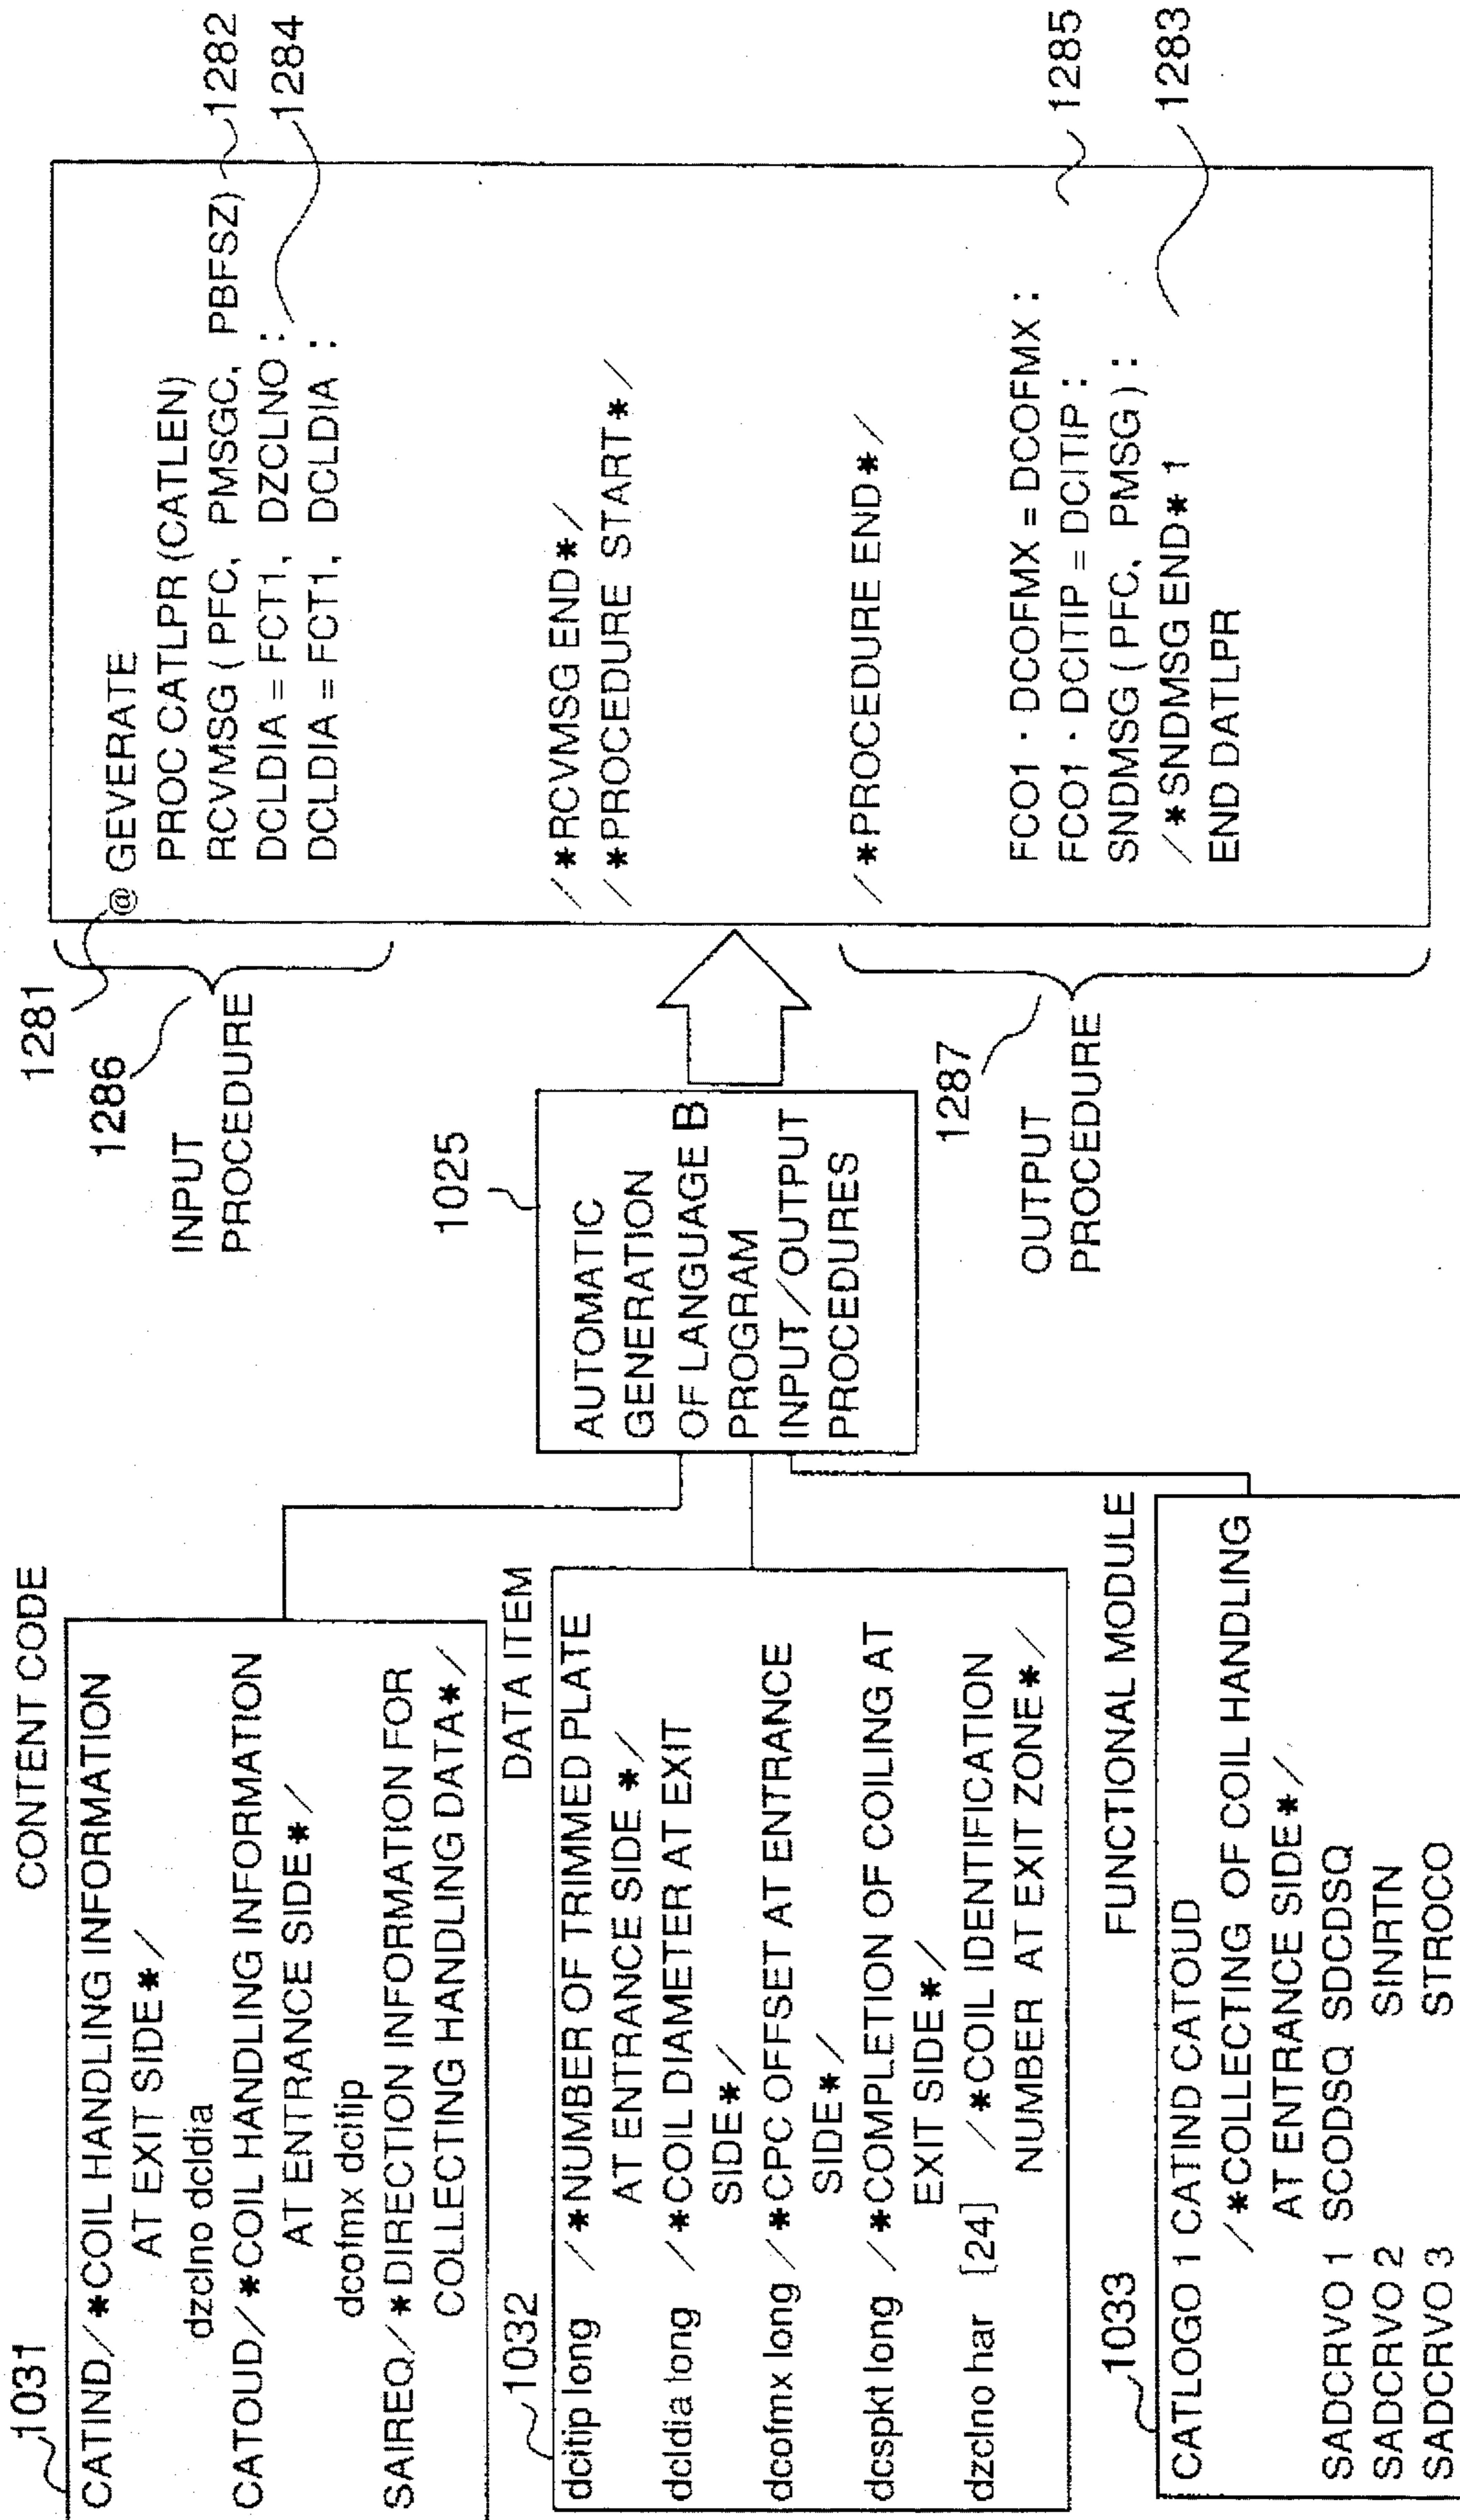 CONTENT CODE
1031
CATIND/*COIL HANDLING INFORMATION
AT EXIT SIDE*/
dzclno dcldia
CATOUD/*COIL HANDLING INFORMATION
AT ENTRANCE SIDE*/
dcofmx dcitip
SAIREQ/*DIRECTION INFORMATION FOR
COLLECTING HANDLING DATA*/
DATA ITEM
1032
dcitip long /*NUMBER OF TRIMMED PLATE
AT ENTRANCE SIDE */
dcldia long /*COIL DIAMETER AT EXIT
SIDE*/
dcofmx long /*CPC OFFSET AT ENTRANCE
SIDE*/
dcspkt long /*COMPLETION OF COILING AT
EXIT SIDE*/
dzclno har [24] /*COIL IDENTIFICATION
NUMBER AT EXIT ZONE*/
FUNCTIONAL MODULE
1033
CATLOGO 1 CATIND CATOUD
/*COLLECTING OF COIL HANDLING
AT ENTRANCE SIDE*/
SADCRVO 1 SCODSQ SDCDSQ
SADCRVO 2 SINRTN
SADCRVO 3 STROCO
1025
AUTOMATIC
GENERATION
OF LANGUAGE B
PROGRAM
INPUT/OUTPUT
PROCEDURES
1281
1286
INPUT
PROCEDURE
1287
OUTPUT
PROCEDURE
@ GEVERATE
PROC CATLPR (CATLEN)
RCVMSG ( PFC, PMSGC, PBFSZ) 1282
DCLDIA = FCT1, DZCLNO : 1284
DCLDIA = FCT1, DCLDIA :
/*RCVMSG END*/
/*PROCEDURE START*/
/*PROCEDURE END*/
FCO1 · DCOFMX = DCOFMX :
FCO1 · DCITIP = DCITIP : 1285
SNDMSG ( PFC, PMSG ) :
/*SNDMSG END* 1 1283
END DATLPR